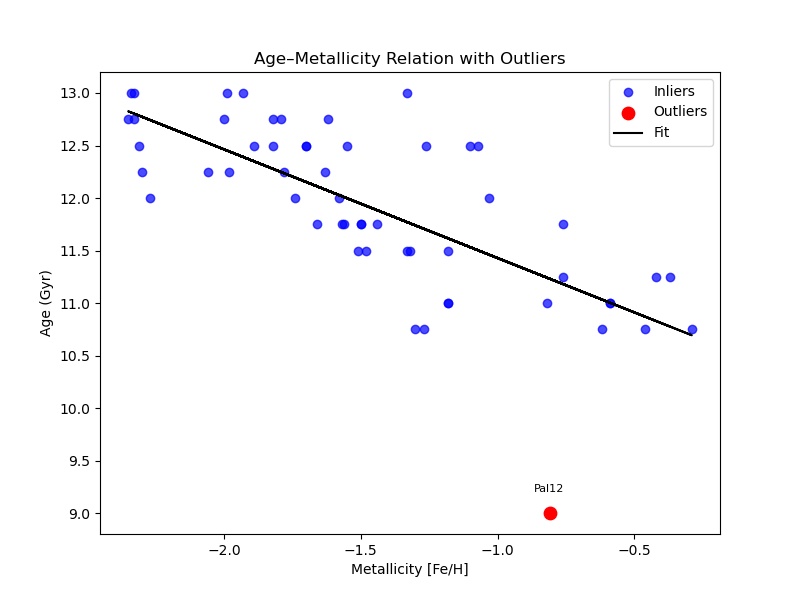 Age–Metallicity Relation with Outliers
Inliers
Outliers
Fit
13.0
12.5
12.0
11.5
11.0
10.5
10.0
9.5
9.0
Age (Gyr)
Pal12
−2.0
−1.5
−1.0
−0.5
Metallicity [Fe/H]